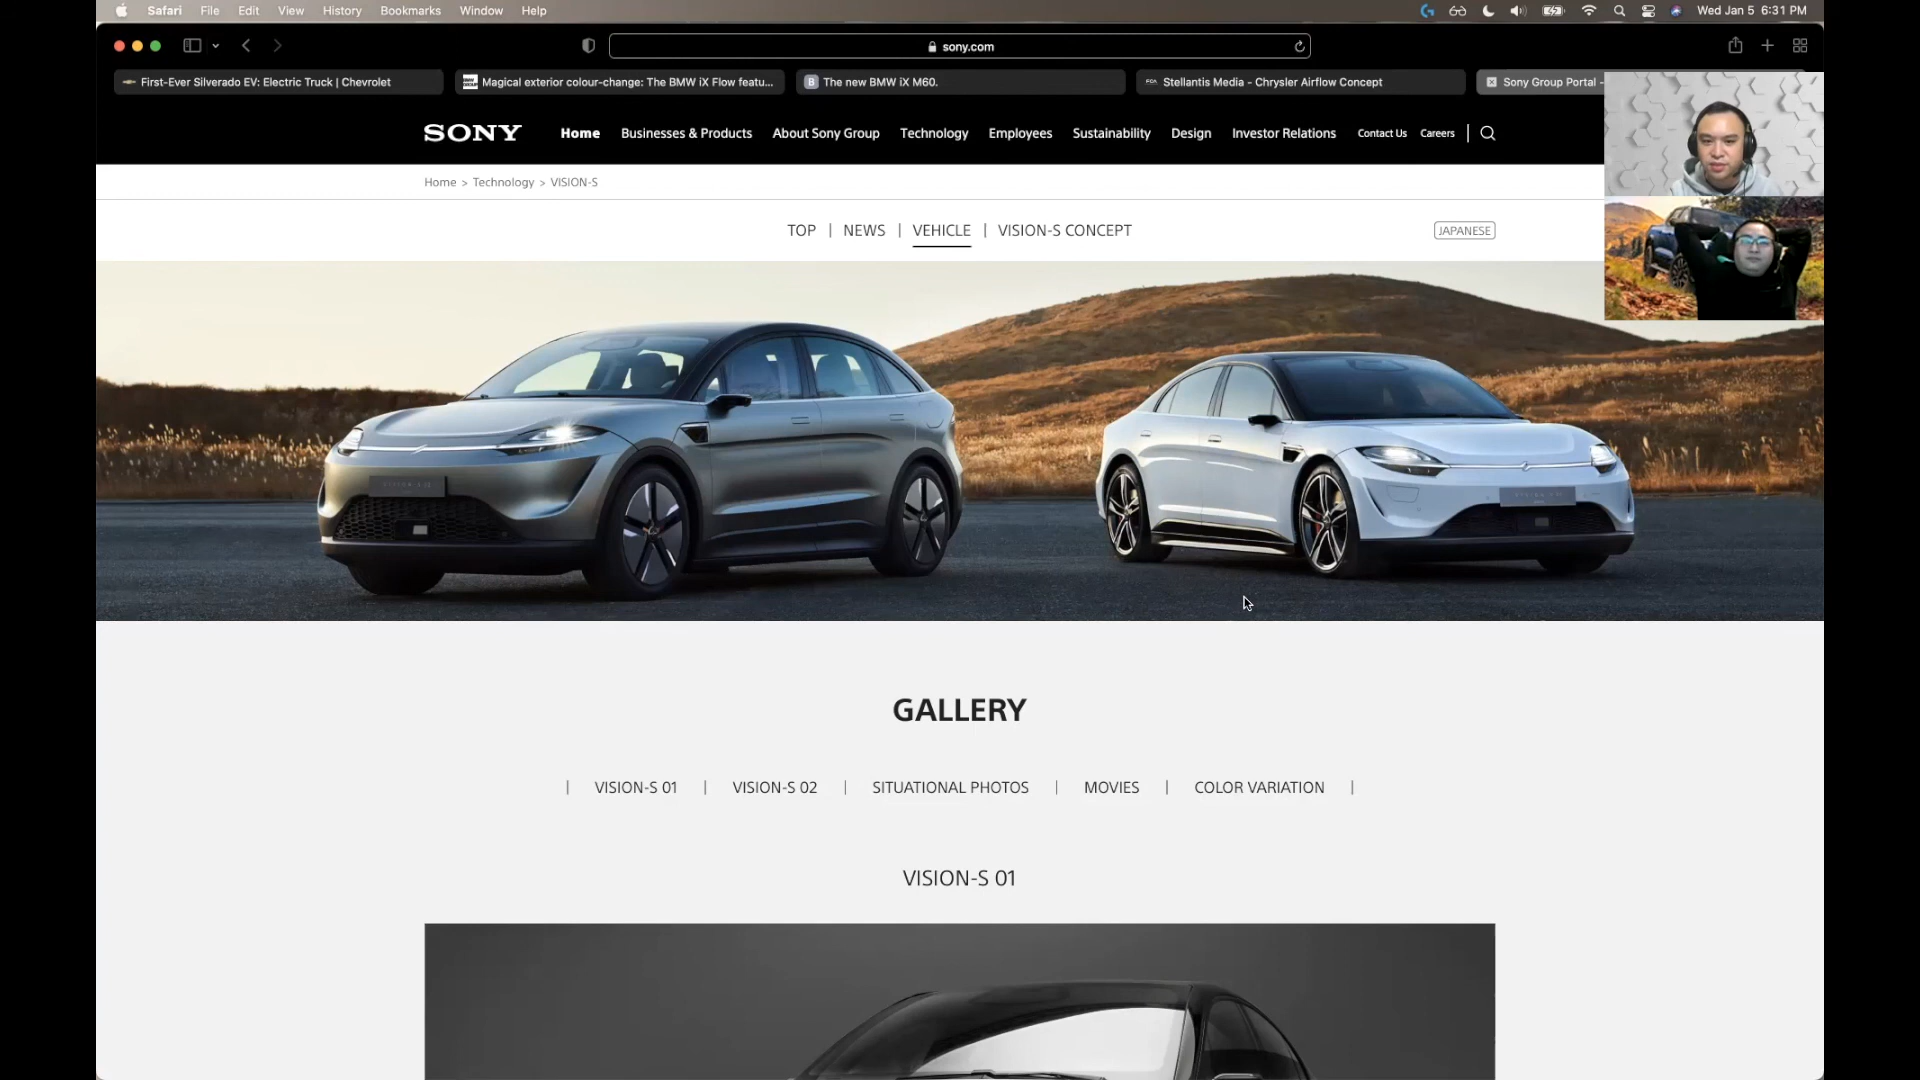 Safari File Edit View History Bookmarks Window Help Wed Jan 5 6:31 PM
sony.com
First-Ever Silverado EV: Electric Truck | Chevrolet Magical exterior colour-change: The BMW iX Flow featu... The new BMW iX M60. Stellantis Media - Chrysler Airflow Concept Sony Group Portal -
SONY Home Businesses & Products About Sony Group Technology Employees Sustainability Design Investor Relations Contact Us Careers
Home > Technology > VISION-S
TOP | NEWS | VEHICLE | VISION-S CONCEPT JAPANESE
GALLERY
| VISION-S 01 | VISION-S 02 | SITUATIONAL PHOTOS | MOVIES | COLOR VARIATION |
VISION-S 01